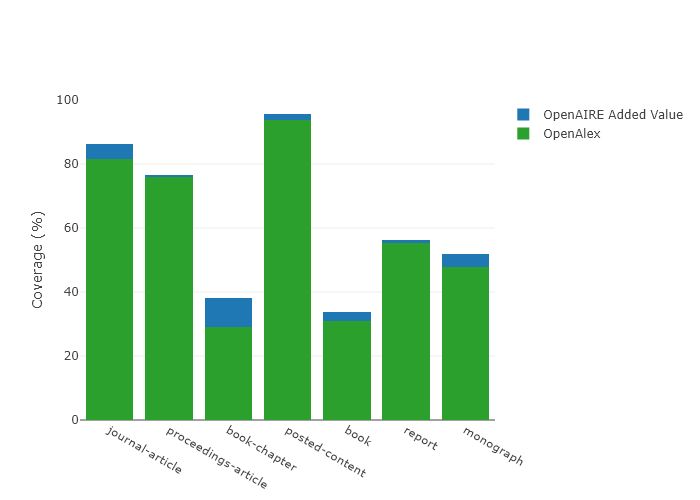 100
80
60
40
20
0
Coverage (%)
journal-article
proceedings-article
book-chapter
posted-content
book
report
monograph
OpenAIRE Added Value
OpenAlex